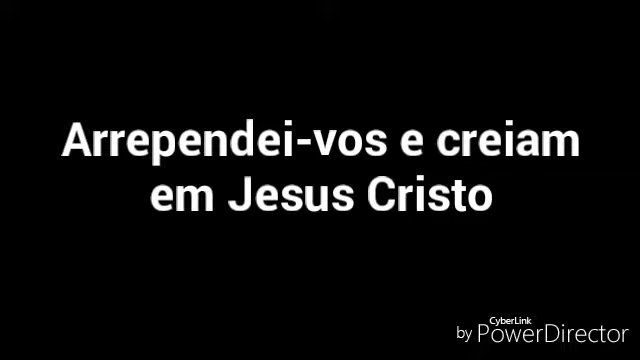 Arrependei-vos e creiam
em Jesus Cristo
CyberLink
by PowerDirector